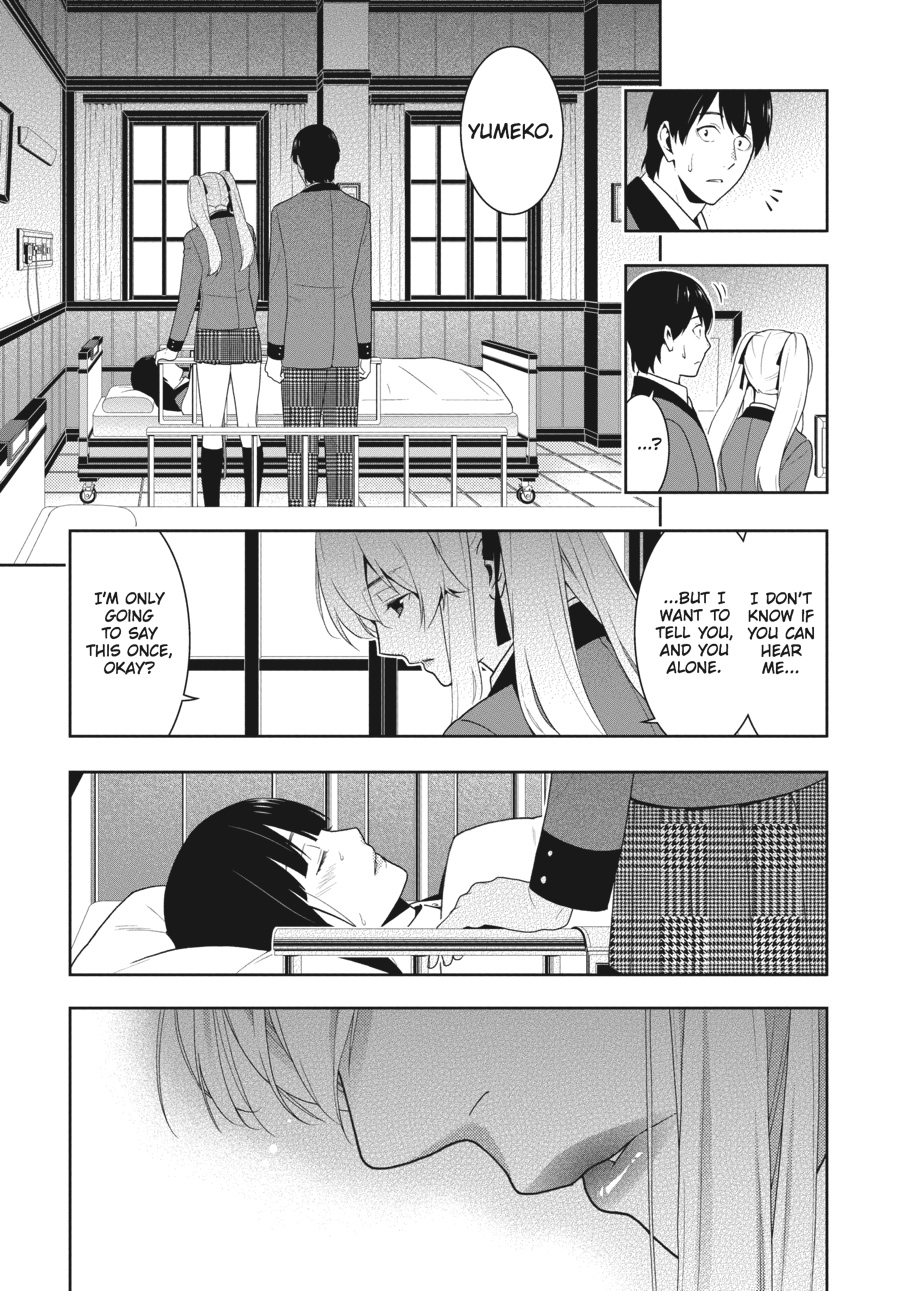 ...?
YUMEKO.
I DON'T
KNOW IF
YOU CAN
HEAR
ME...
...BUT I
WANT TO
TELL YOU,
AND YOU
ALONE.
I'M ONLY
GOING
TO SAY
THIS ONCE,
OKAY?